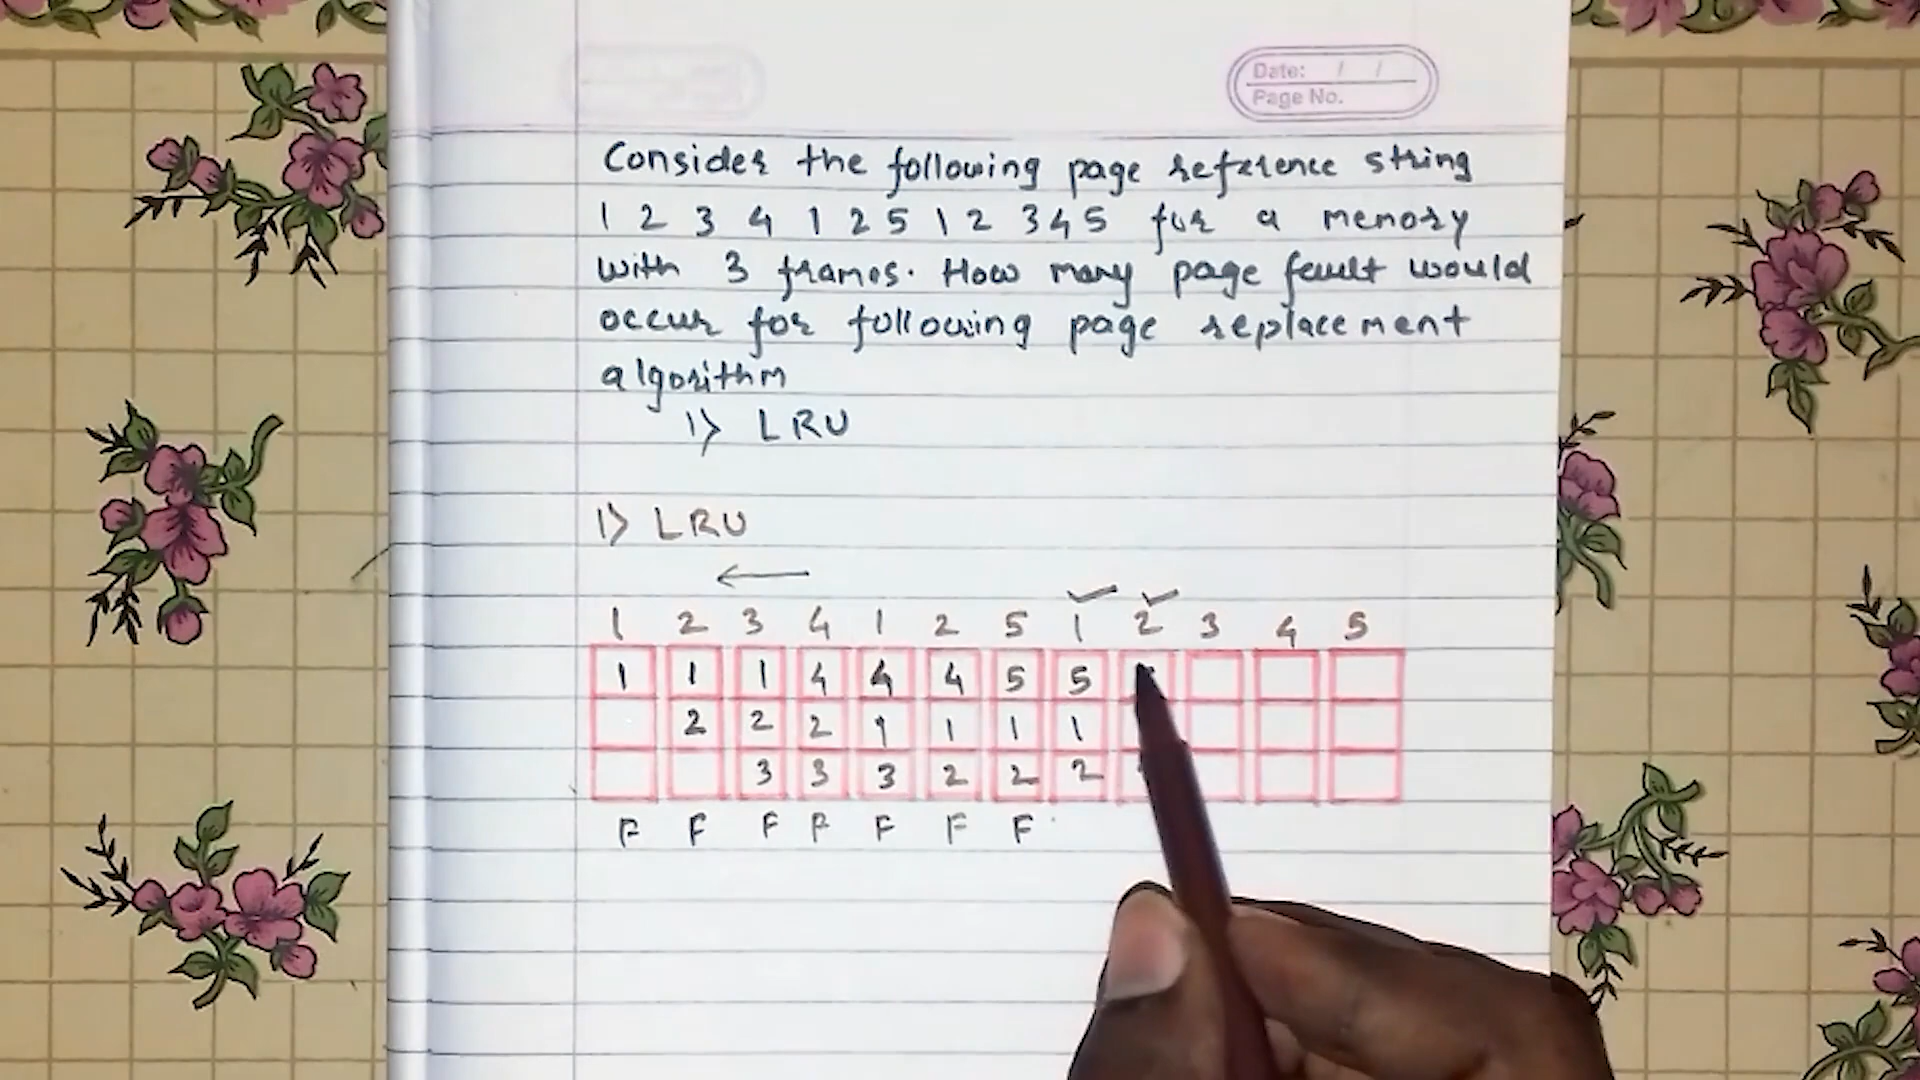 Date: / /
Page No.
Consider the following page reference string
1 2 3 4 1 2 5 1 2 3 4 5 for a memory
with 3 frames. How many page fault would
occur for following page replacement
algorithm
1) LRU
1) LRU
1 2 3 4 1 2 5 1 2 3 4 5
1 1 1 4 4 4 5 5
2 2 2 1 1 1 1
3 3 3 2 2 2
F F F F F F F